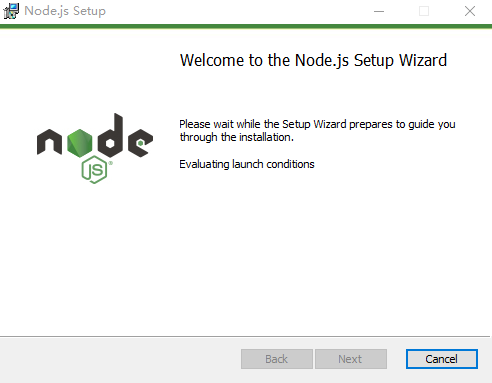 Node.js Setup
Welcome to the Node.js Setup Wizard
node
JS®
Please wait while the Setup Wizard prepares to guide you
through the installation.
Evaluating launch conditions
Back
Next
Cancel